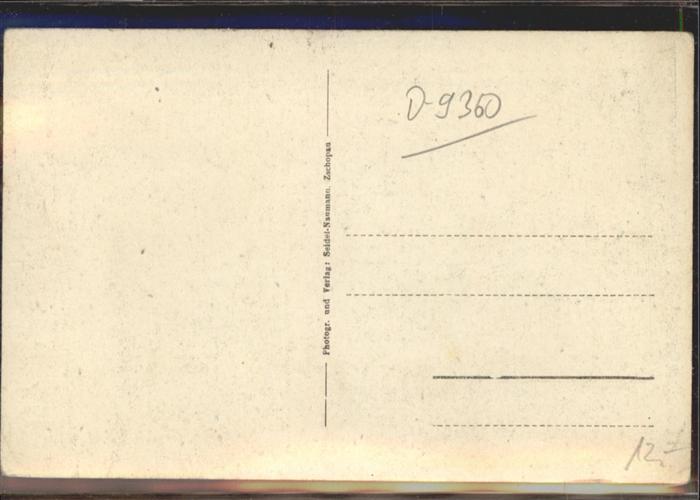 D-9360
Photogr. und Verlag: Seidel-Naumann, Zschopau
12,-